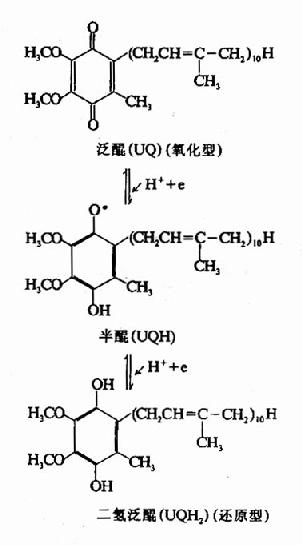 O
H₃CO
(CH₂CH=C-CH₂)₁₀H
CH₃
H₃CO
CH₃
O
泛醌(UQ)(氧化型)
H⁺+e
O•
H₃CO
(CH₂CH=C-CH₂)₁₀H
CH₃
H₃CO
CH₃
OH
半醌(UQH)
H⁺+e
OH
H₃CO
(CH₂CH=C-CH₂)₁₀H
CH₃
H₃CO
CH₃
OH
二氢泛醌(UQH₂)(还原型)